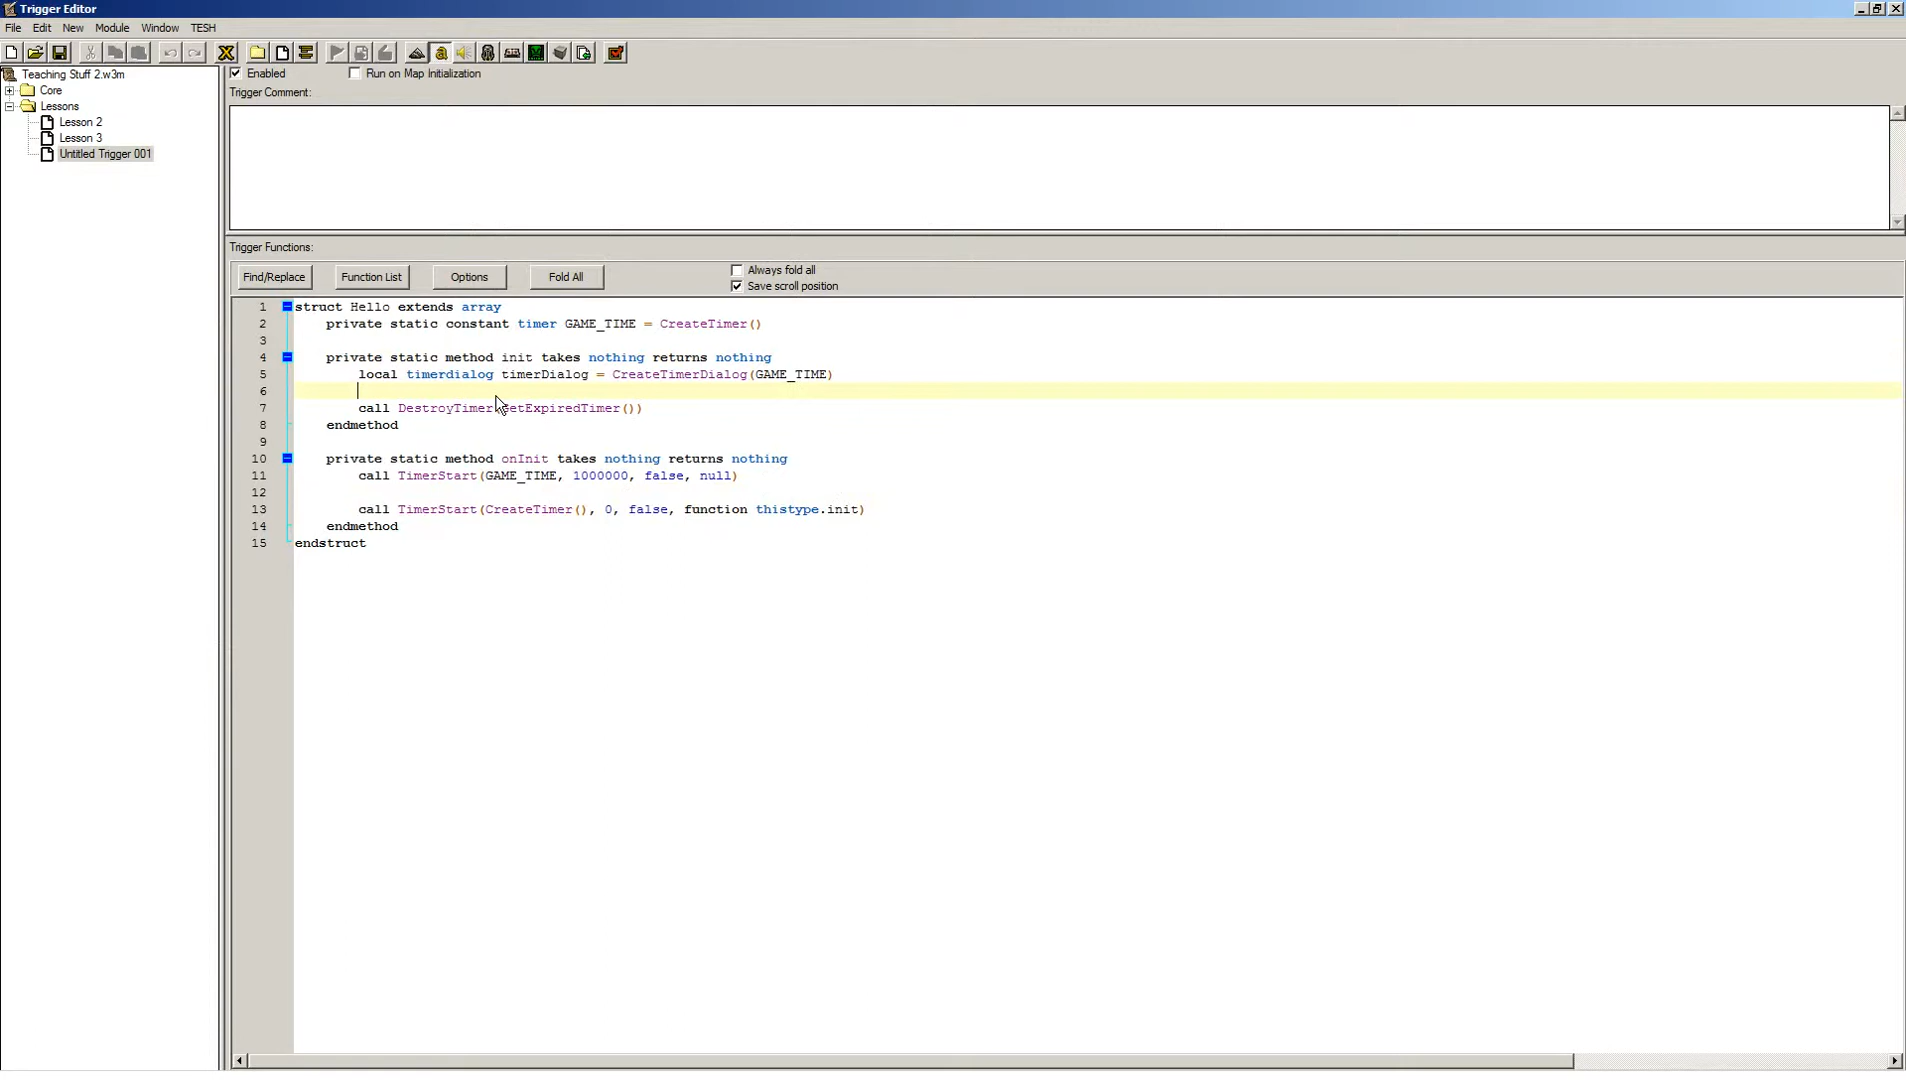 Trigger Editor
File Edit New Module Window TESH
Teaching Stuff 2.w3m
Core
Lessons
Lesson 2
Lesson 3
Untitled Trigger 001
Enabled Run on Map Initialization
Trigger Comment:
Trigger Functions:
Find/Replace Function List Options Fold All
Always fold all
Save scroll position
1 struct Hello extends array
2 private static constant timer GAME_TIME = CreateTimer()
3
4 private static method init takes nothing returns nothing
5 local timerdialog timerDialog = CreateTimerDialog(GAME_TIME)
6
7 call DestroyTimer GetExpiredTimer())
8 endmethod
9
10 private static method onInit takes nothing returns nothing
11 call TimerStart(GAME_TIME, 1000000, false, null)
12
13 call TimerStart(CreateTimer(), 0, false, function thistype.init)
14 endmethod
15 endstruct